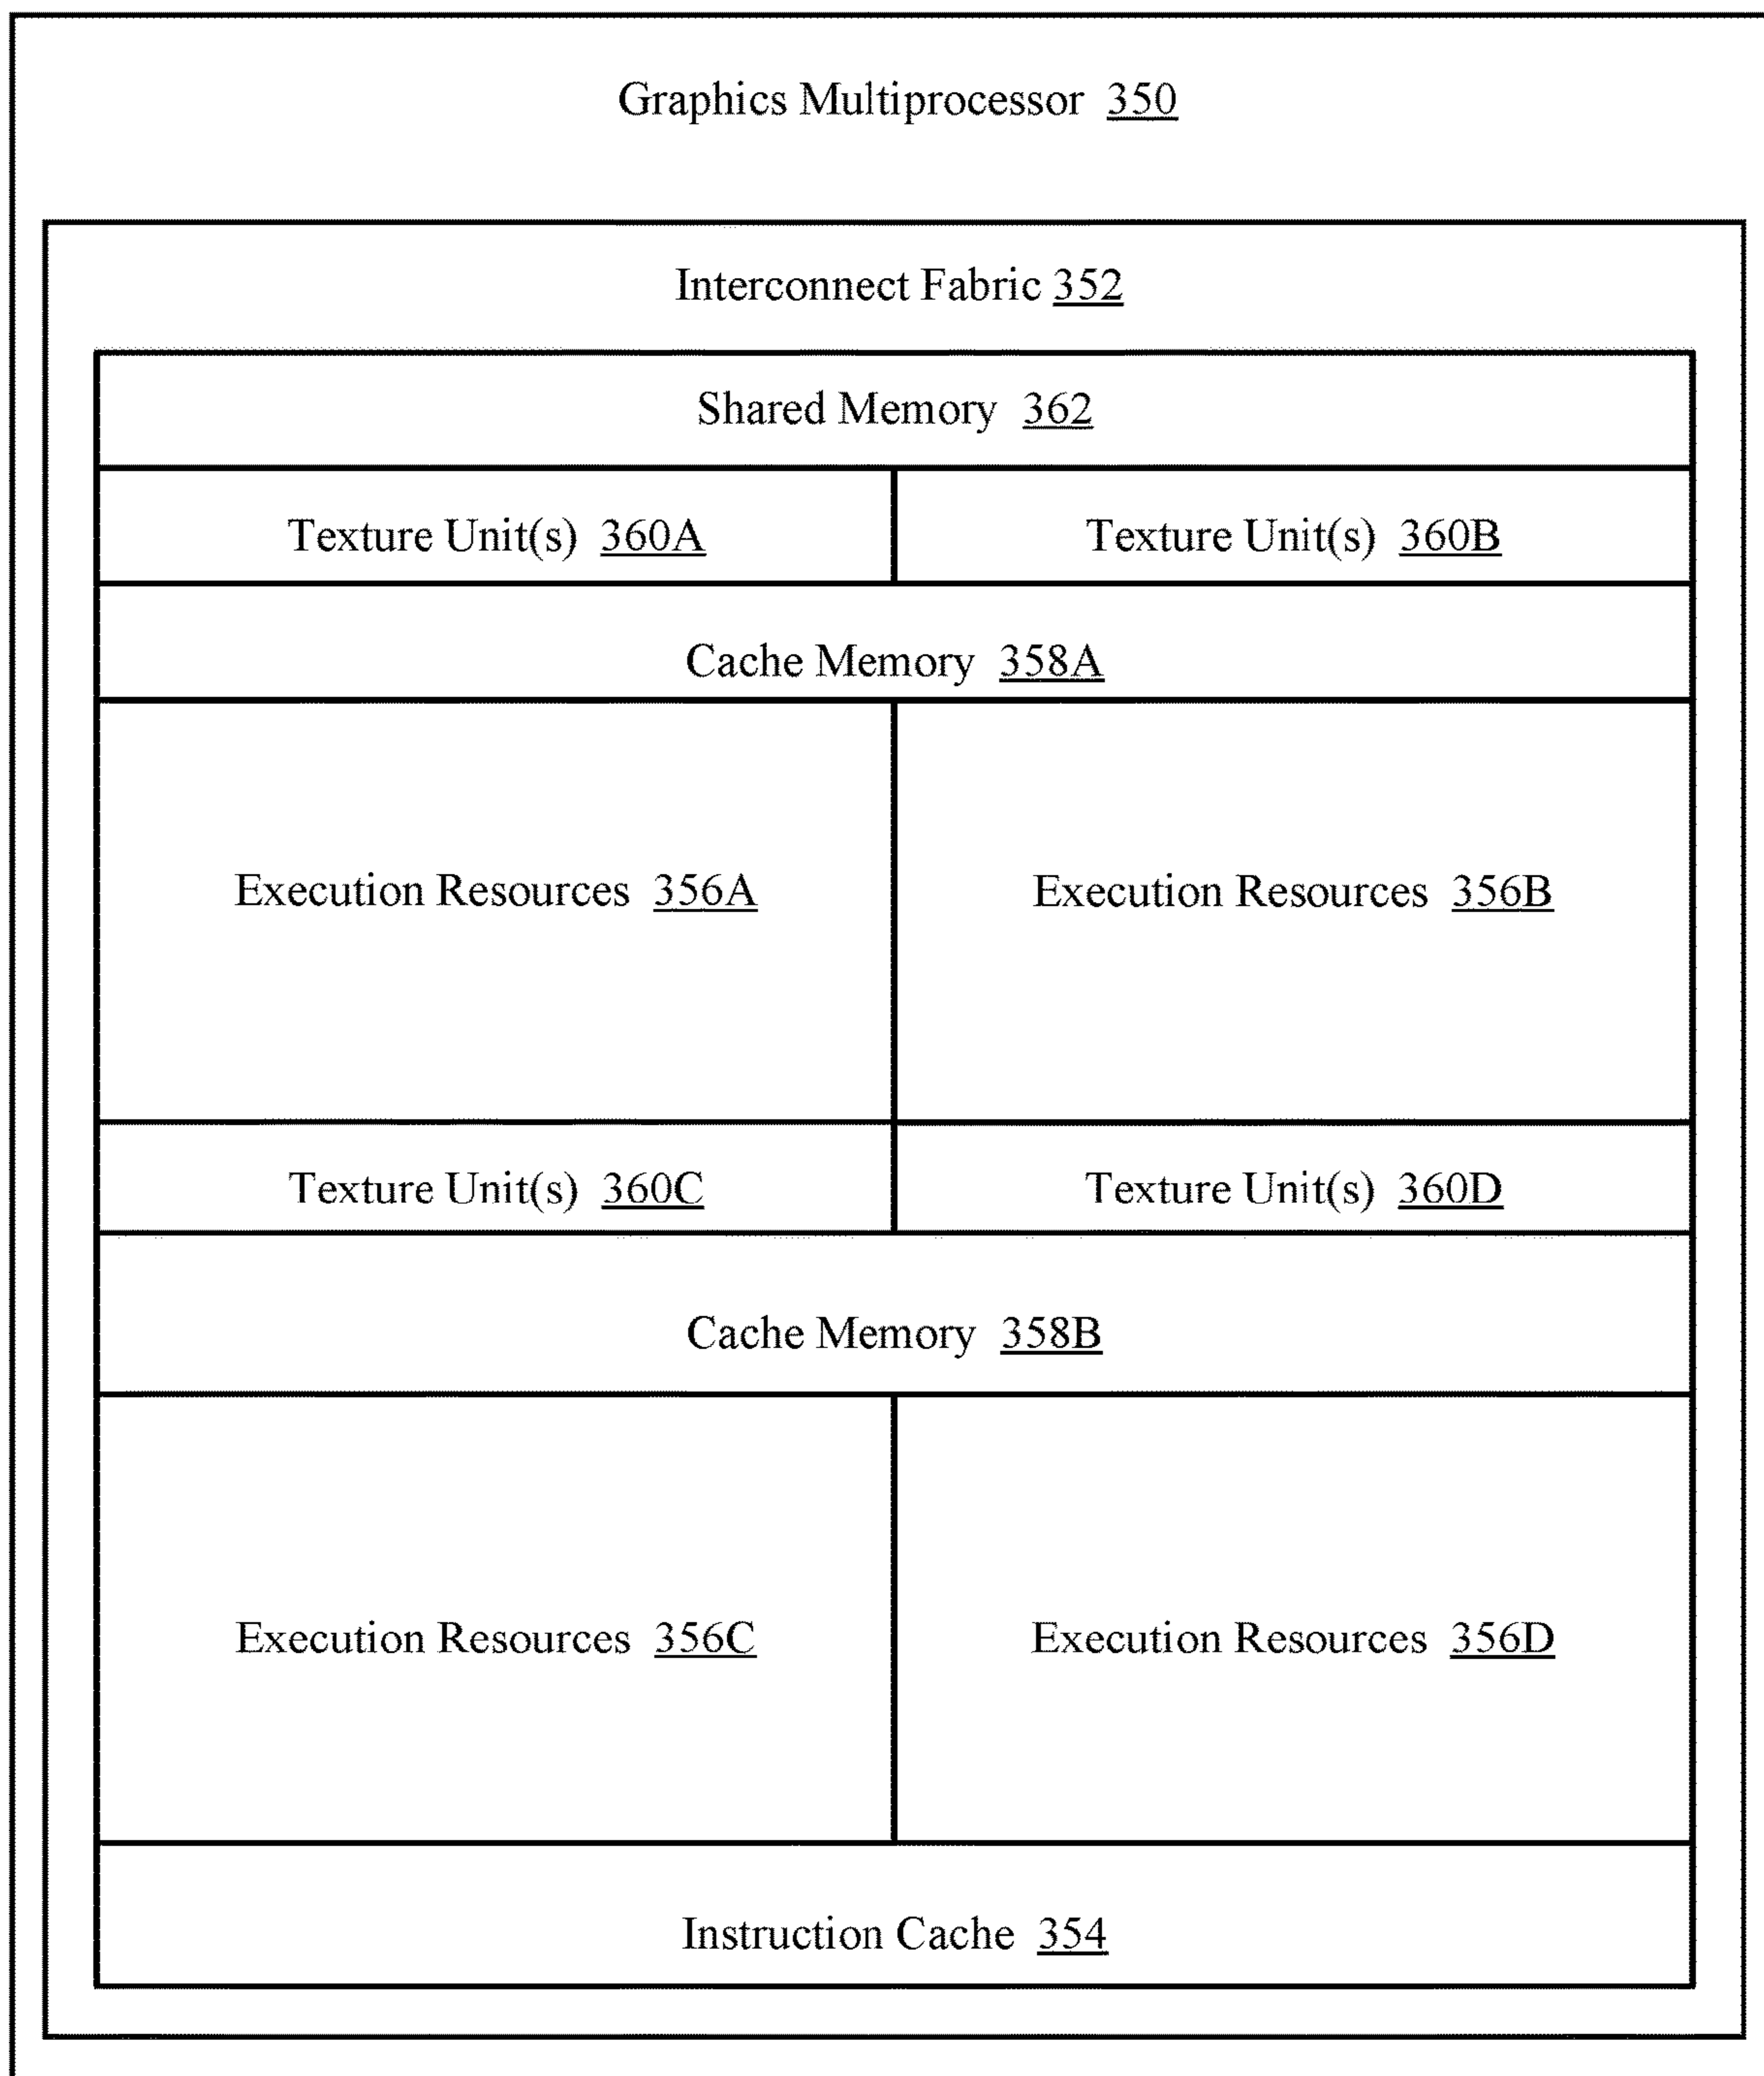 Graphics Multiprocessor 350
Interconnect Fabric 352
Shared Memory 362
Texture Unit(s) 360A
Texture Unit(s) 360B
Cache Memory 358A
Execution Resources 356A
Execution Resources 356B
Texture Unit(s) 360C
Texture Unit(s) 360D
Cache Memory 358B
Execution Resources 356C
Execution Resources 356D
Instruction Cache 354